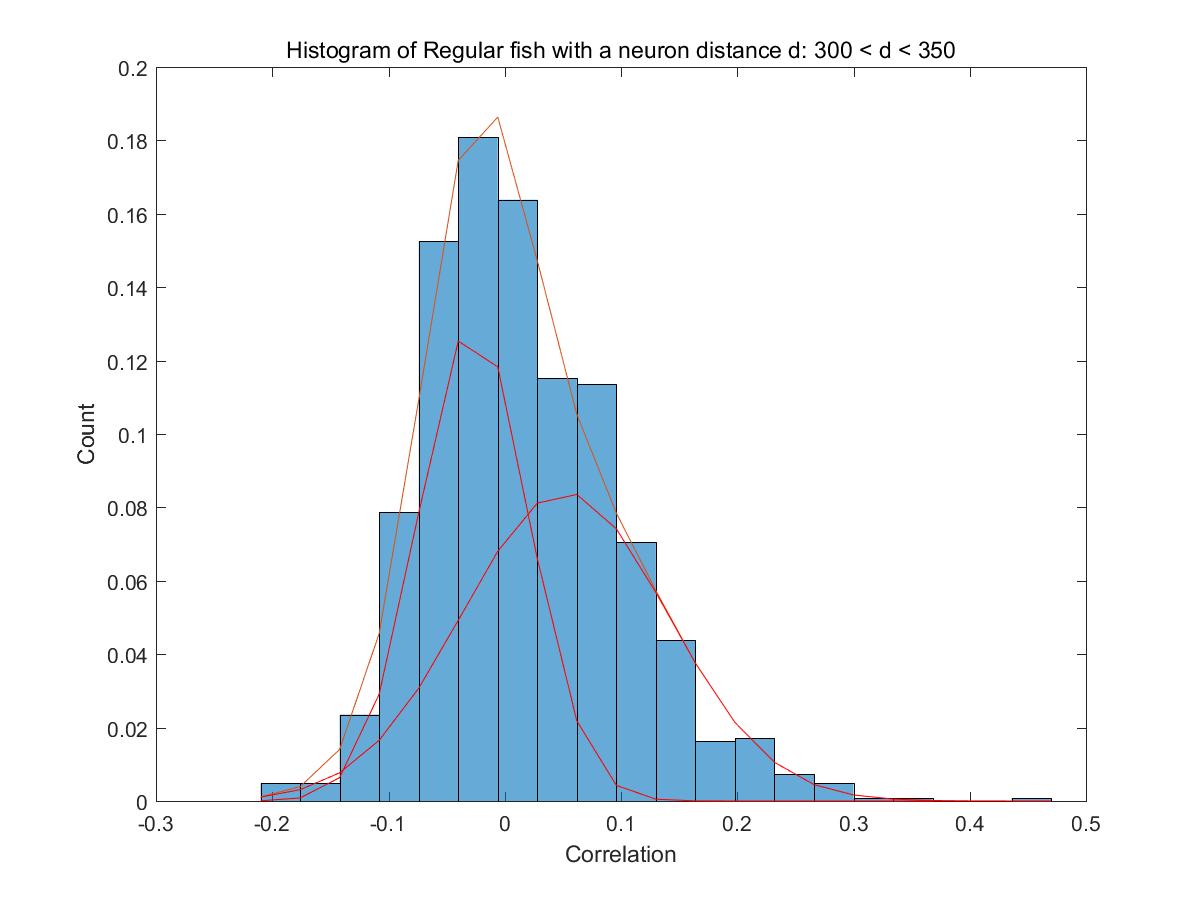 Histogram of Regular fish with a neuron distance d: 300 < d < 350
0.2
0.18
0.16
0.14
0.12
0.1
0.08
0.06
0.04
0.02
0
Count
-0.3 -0.2 -0.1 0 0.1 0.2 0.3 0.4 0.5
Correlation